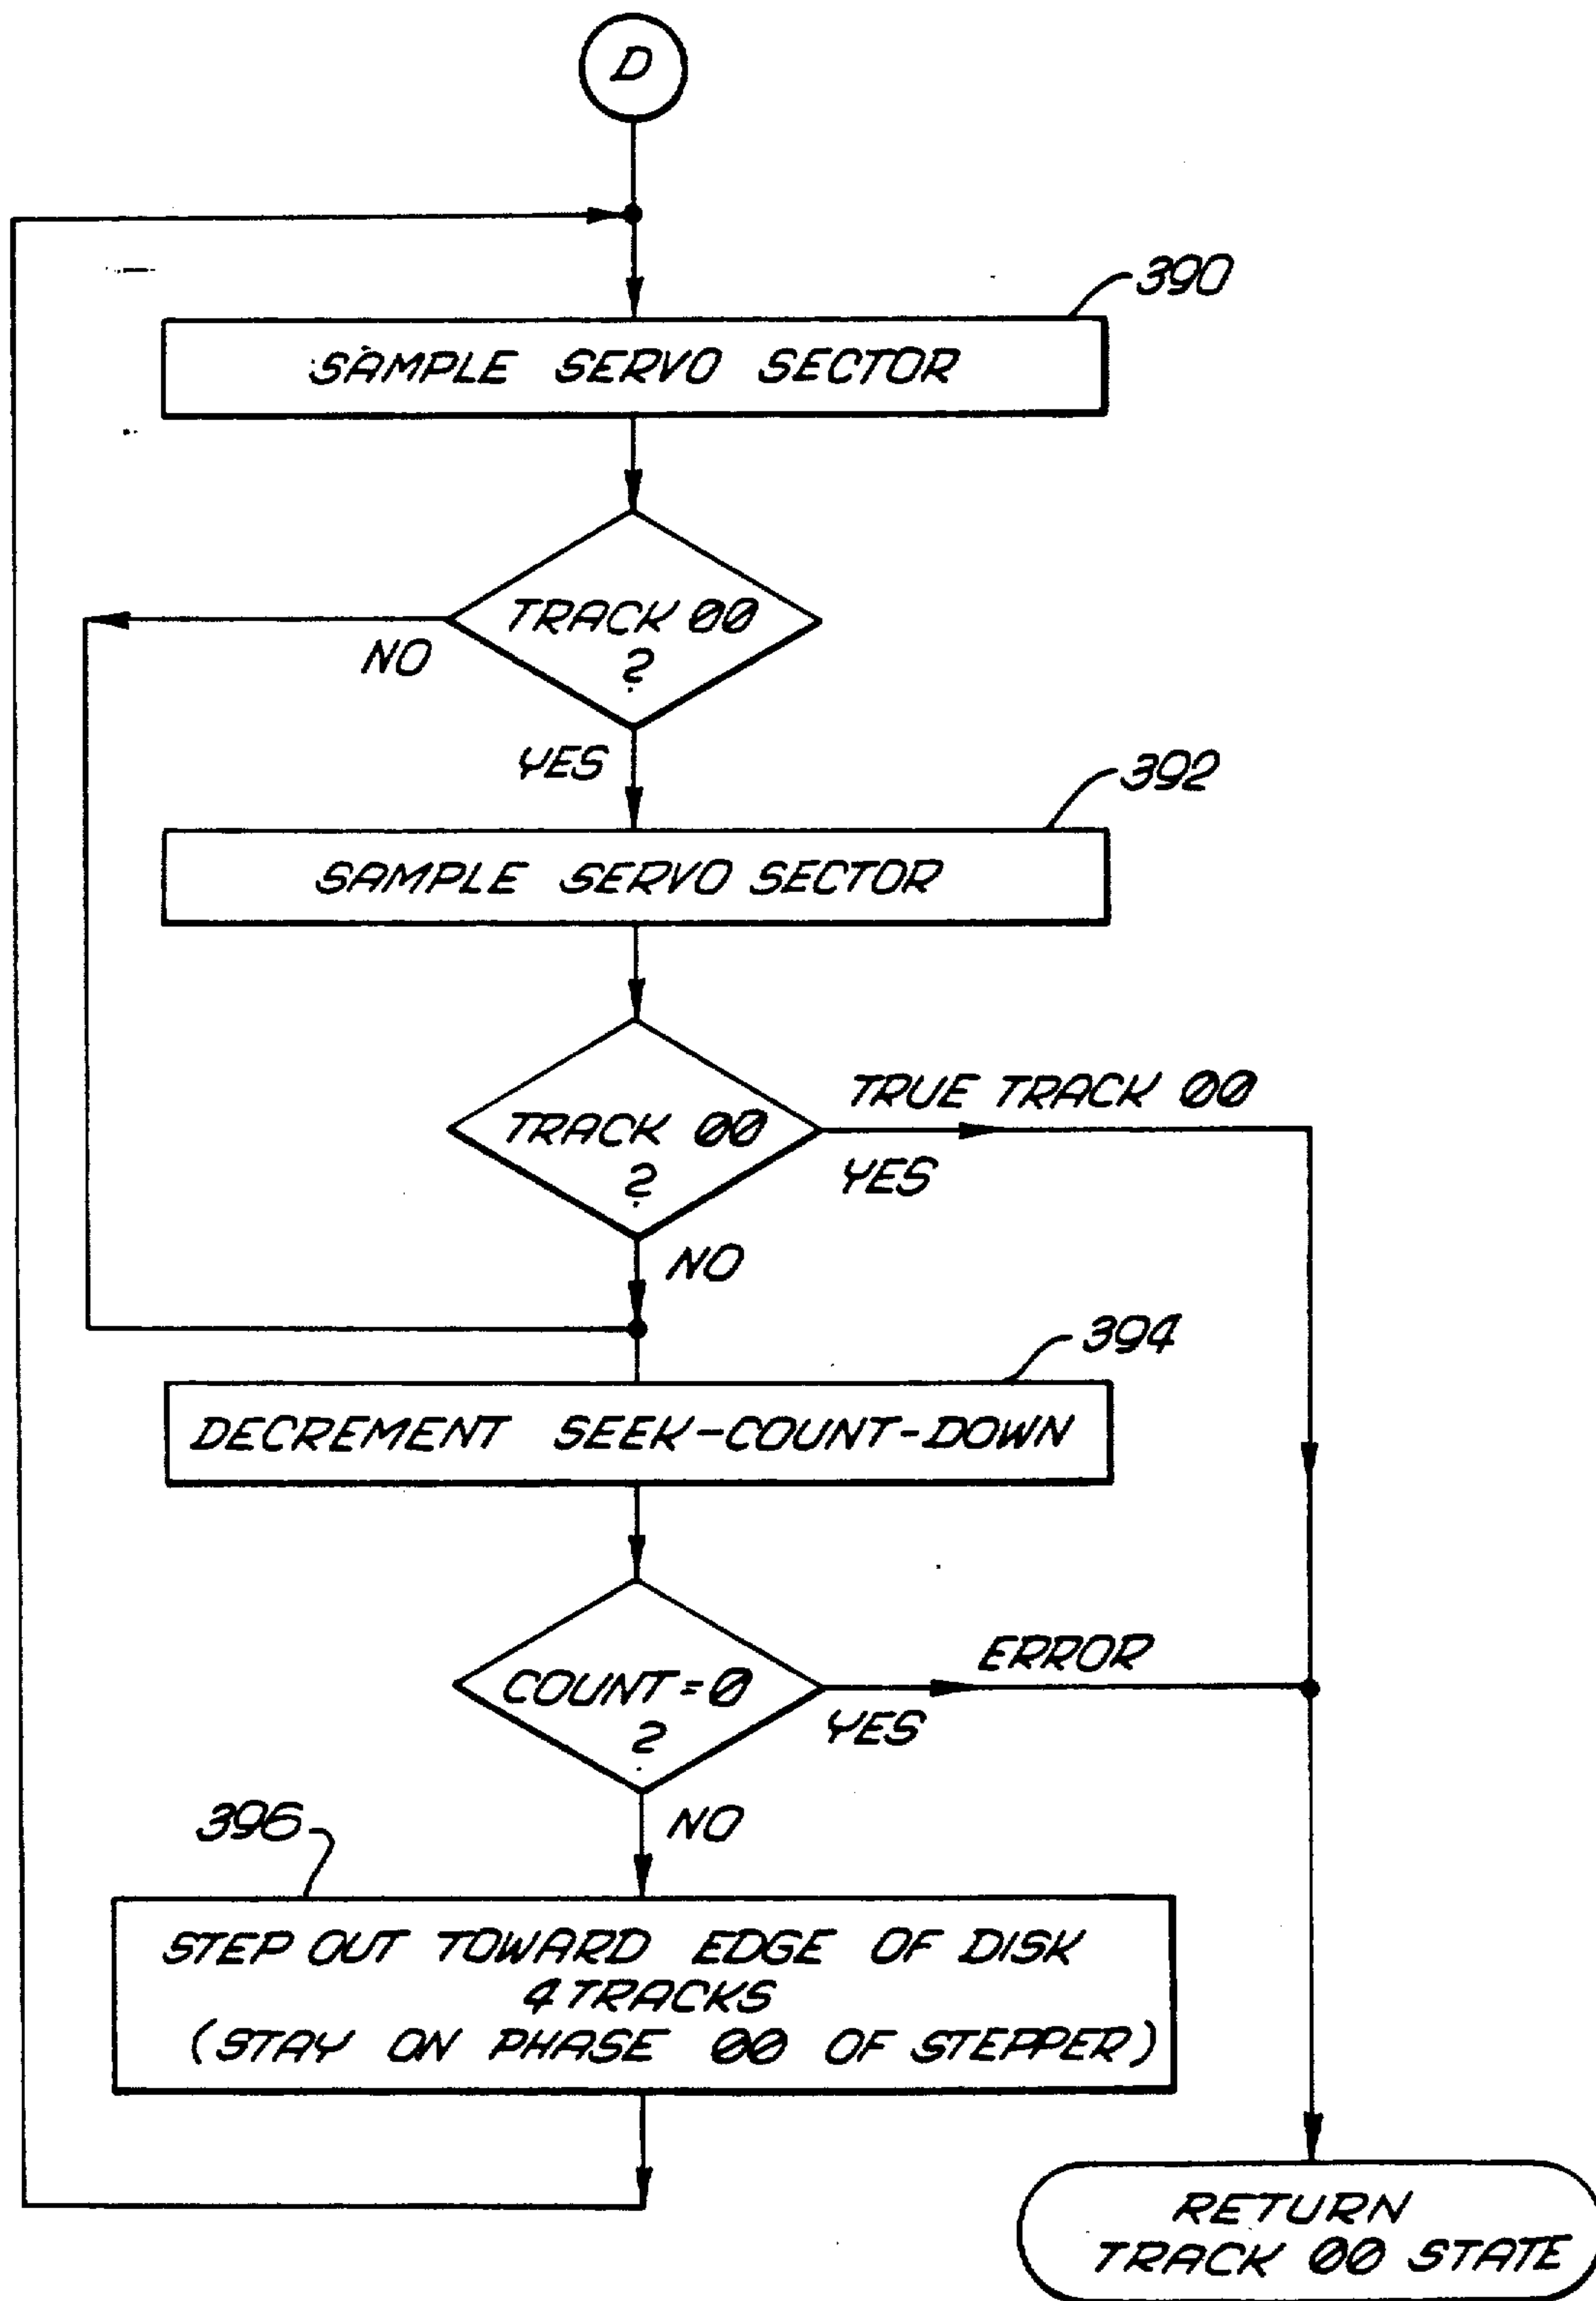 D
390
SAMPLE SERVO SECTOR
TRACK 00
?
NO
YES
392
SAMPLE SERVO SECTOR
TRACK 00
?
TRUE TRACK 00
YES
NO
394
DECREMENT SEEK-COUNT-DOWN
COUNT=0
?
ERROR
YES
NO
396
STEP OUT TOWARD EDGE OF DISK
4 TRACKS
(STAY ON PHASE 00 OF STEPPER)
RETURN
TRACK 00 STATE